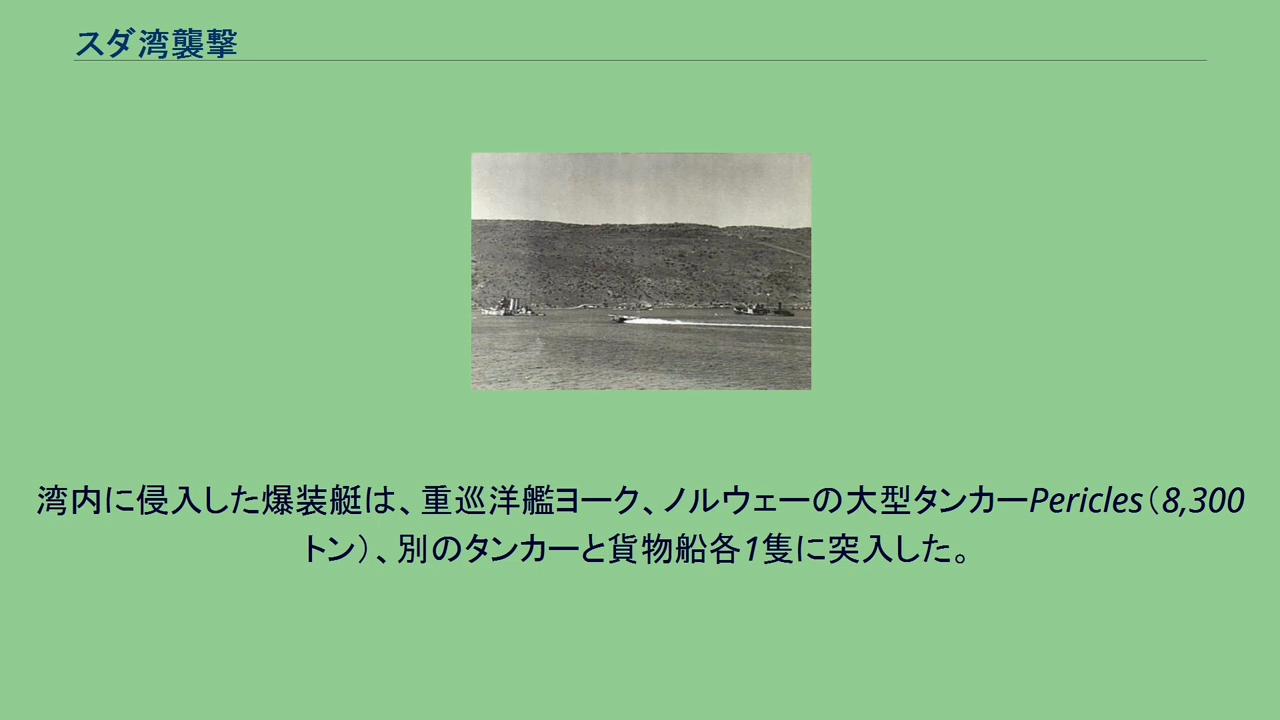 スダ湾襲撃
湾内に侵入した爆装艇は、重巡洋艦ヨーク、ノルウェーの大型タンカーPericles（8,300
トン）、別のタンカーと貨物船各1隻に突入した。